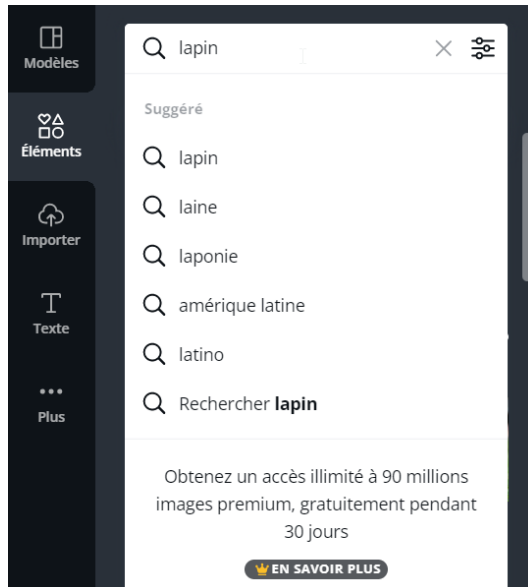 Modèles
Éléments
Importer
Texte
Plus
lapin
Suggéré
lapin
laine
laponie
amérique latine
latino
Rechercher lapin
Obtenez un accès illimité à 90 millions
images premium, gratuitement pendant
30 jours
EN SAVOIR PLUS